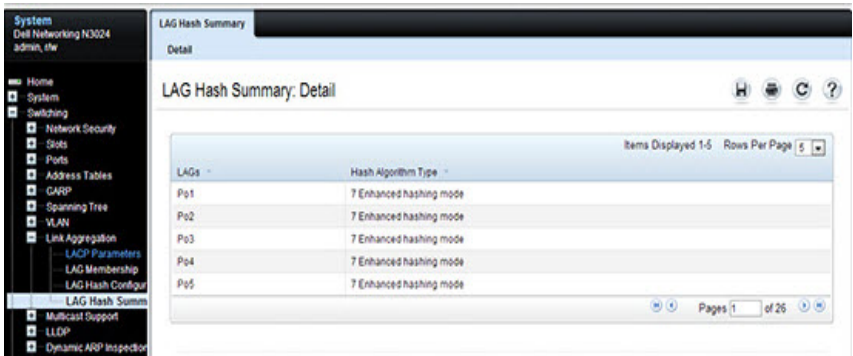 System
Dell Networking N3024
admin, r/w
Home
System
Switching
Network Security
Slots
Ports
Address Tables
GARP
Spanning Tree
VLAN
Link Aggregation
LACP Parameters
LAG Membership
LAG Hash Configur
LAG Hash Summ
Multicast Support
LLDP
Dynamic ARP Inspection
LAG Hash Summary
Detail
LAG Hash Summary: Detail
Items Displayed 1-5 Rows Per Page 5
LAGs Hash Algorithm Type
Po1 7 Enhanced hashing mode
Po2 7 Enhanced hashing mode
Po3 7 Enhanced hashing mode
Po4 7 Enhanced hashing mode
Po5 7 Enhanced hashing mode
Pages 1 of 26